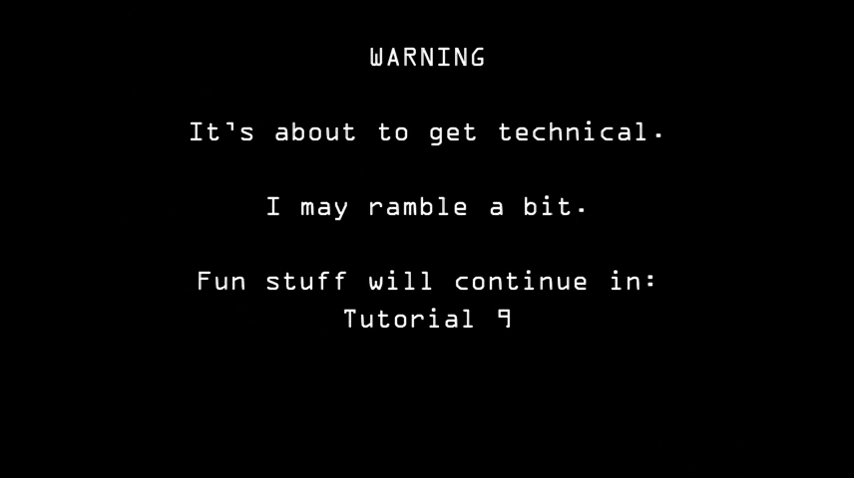 WARNING
It's about to get technical.
I may ramble a bit.
Fun stuff will continue in:
Tutorial 9